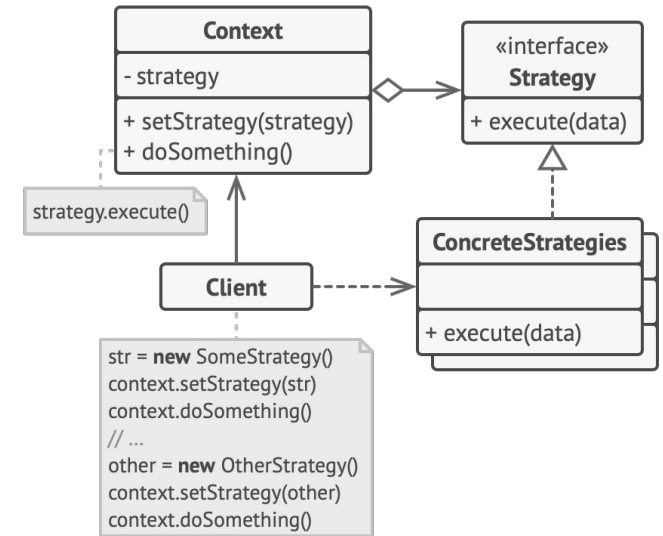 Context
- strategy
+ setStrategy(strategy)
+ doSomething()
«interface»
Strategy
+ execute(data)
strategy.execute()
ConcreteStrategies
+ execute(data)
Client
str = new SomeStrategy()
context.setStrategy(str)
context.doSomething()
// ...
other = new OtherStrategy()
context.setStrategy(other)
context.doSomething()